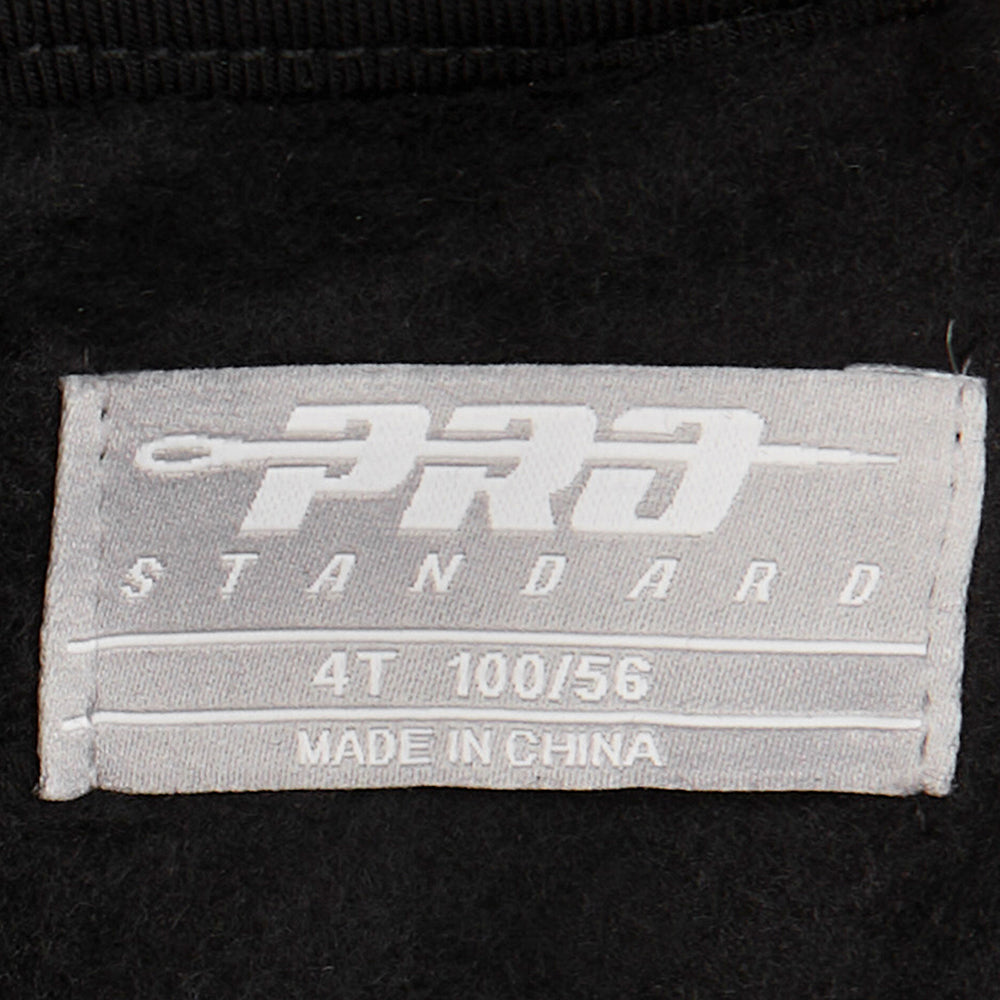 PRO
STANDARD
4T 100/56
MADE IN CHINA